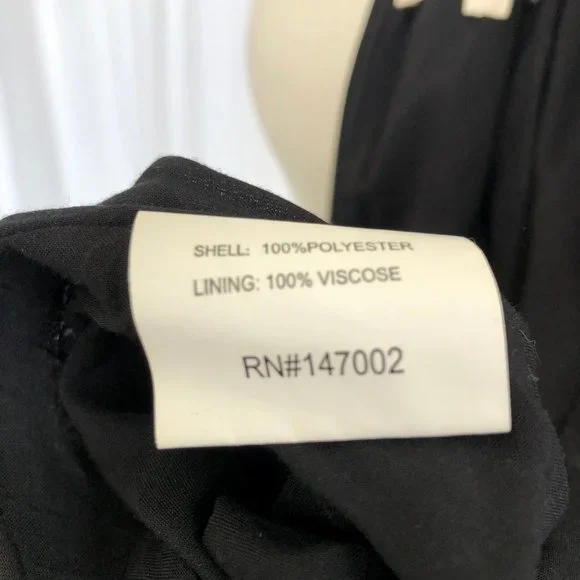 SHELL: 100%POLYESTER
LINING: 100% VISCOSE
RN#147002